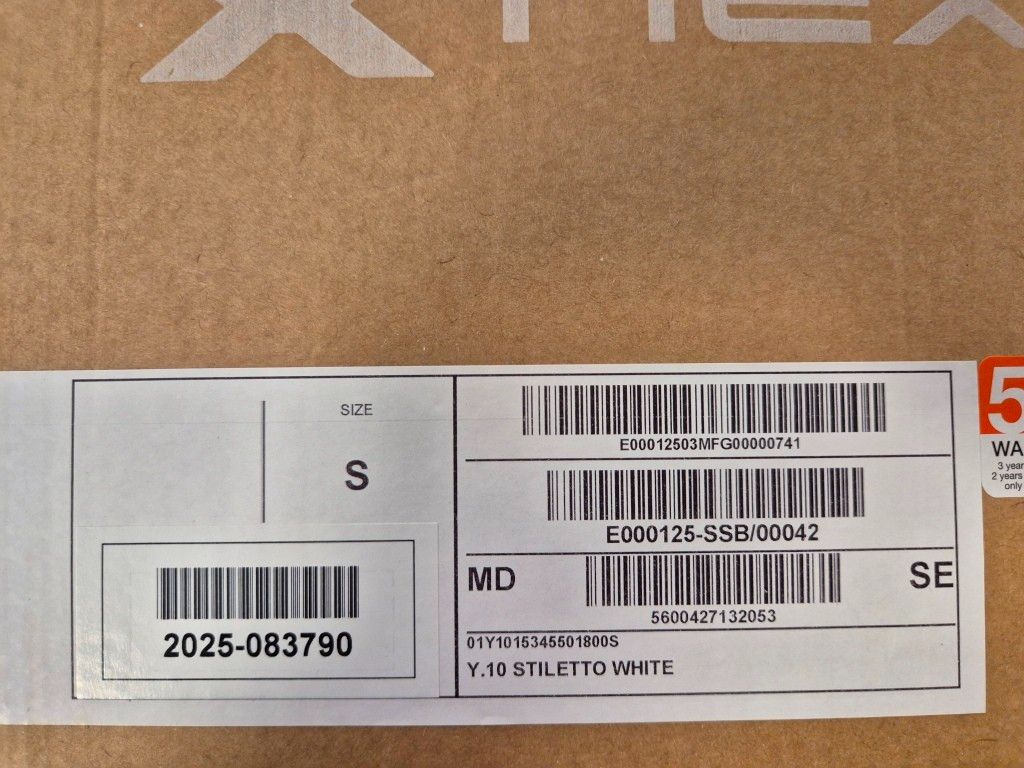 NEX
SIZE
S
2025-083790
E00012503MFG00000741
E000125-SSB/00042
MD
5600427132053
SE
01Y1015345501800S
Y.10 STILETTO WHITE
5
WA
3 year
2 years
only